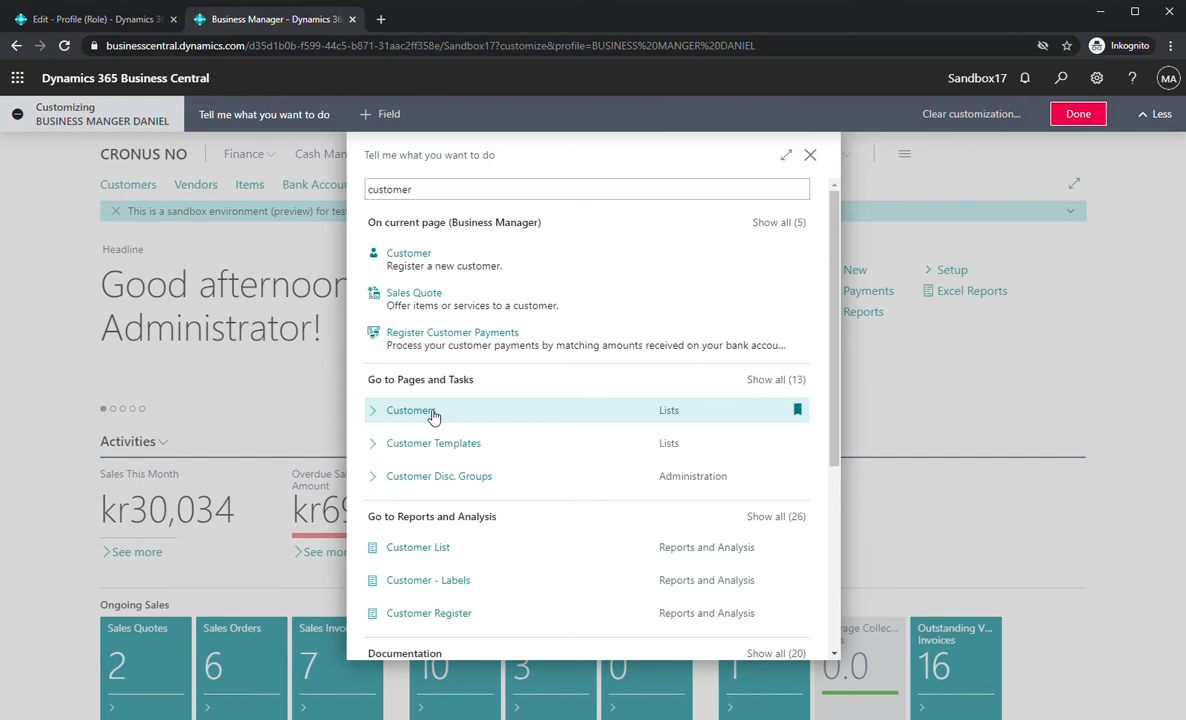 Edit - Profile (Role) - Dynamics 3
Business Manager - Dynamics 36
businesscentral.dynamics.com/d35d1b0b-f599-44c5-b871-31aac2ff358e/Sandbox17?customize&profile=BUSINESS%20MANGER%20DANIEL
Inkognito
Dynamics 365 Business Central
Sandbox17
MA
Customizing
BUSINESS MANGER DANIEL
Tell me what you want to do
Field
Clear customization...
Done
Less
CRONUS NO
Finance
Cash Man
Customers
Vendors
Items
Bank Accou
This is a sandbox environment (preview) for tes
Headline
Good afternoon
Administrator!
New
Payments
Reports
Setup
Excel Reports
Activities
Sales This Month
kr30,034
See more
Overdue Sa
Amount
See mor
Ongoing Sales
Sales Quotes
2
Sales Orders
6
Sales Invo
7
10
3
0
1
rage Collec...
0.0
Outstanding V...
Invoices
16
Tell me what you want to do
customer
On current page (Business Manager)
Show all (5)
Customer
Register a new customer.
Sales Quote
Offer items or services to a customer.
Register Customer Payments
Process your customer payments by matching amounts received on your bank accou...
Go to Pages and Tasks
Show all (13)
Customers
Lists
Customer Templates
Lists
Customer Disc. Groups
Administration
Go to Reports and Analysis
Show all (26)
Customer List
Reports and Analysis
Customer - Labels
Reports and Analysis
Customer Register
Reports and Analysis
Documentation
Show all (20)